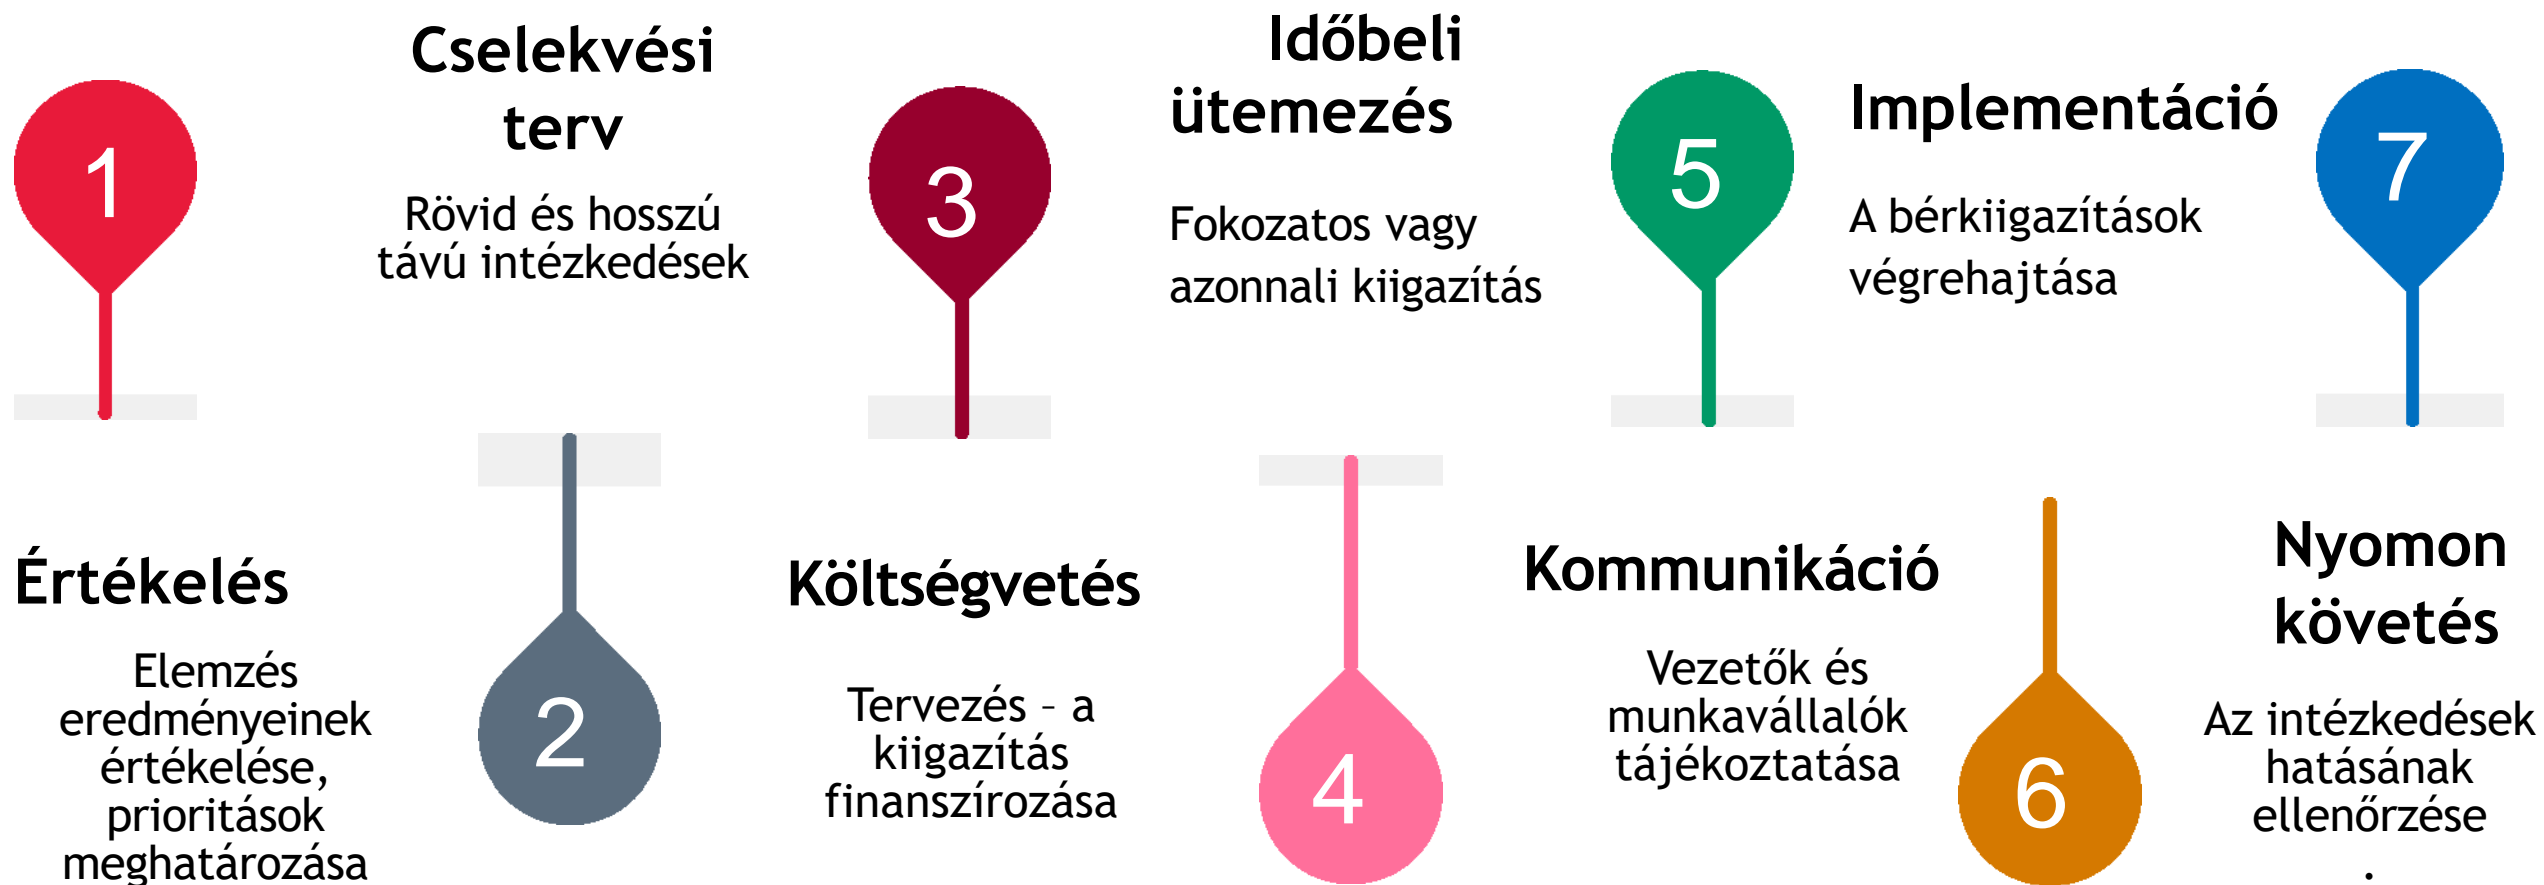 1
Értékelés
Elemzés
eredményeinek
értékelése,
prioritások
meghatározása
Cselekvési
terv
Rövid és hosszú
távú intézkedések
2
3
Költségvetés
Tervezés – a
kiigazítás
finanszírozása
Időbeli
ütemezés
Fokozatos vagy
azonnali kiigazítás
4
5
Kommunikáció
Vezetők és
munkavállalók
tájékoztatása
Implementáció
A bérkiigazítások
végrehajtása
6
7
Nyomon
követés
Az intézkedések
hatásának
ellenőrzése
.